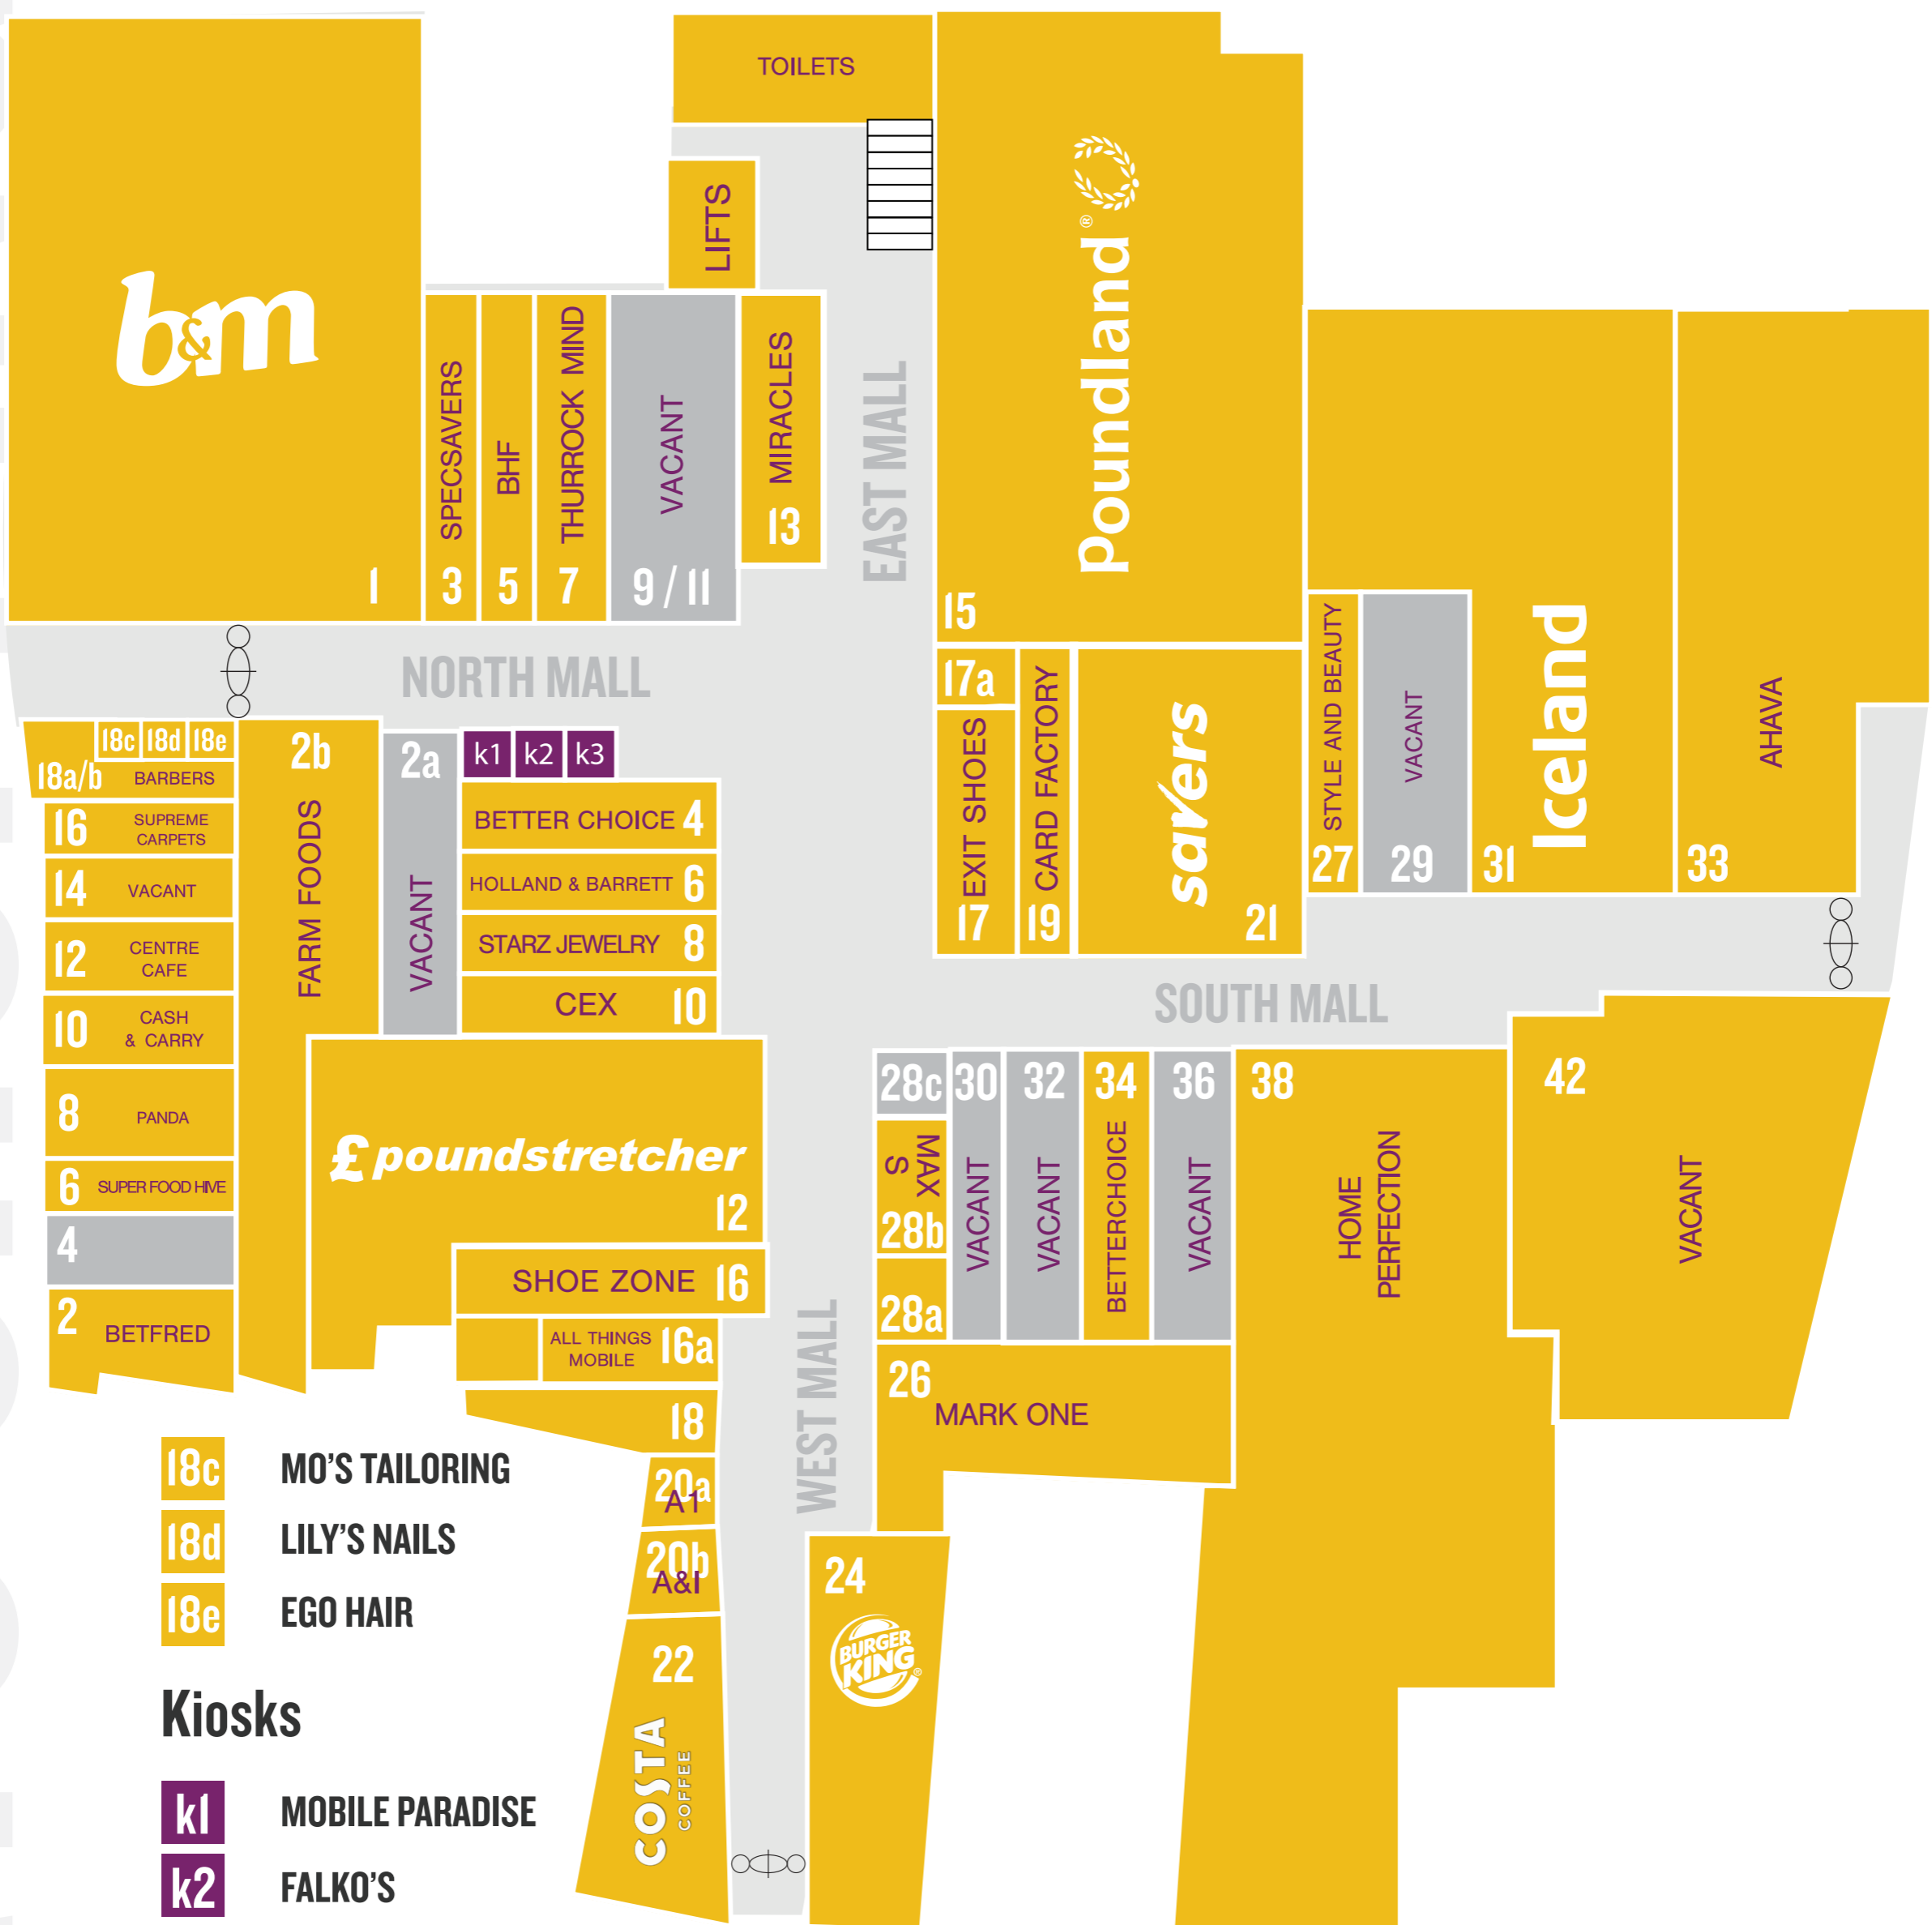 TOILETS
LIFTS
b&m
1
SPECSAVERS
3
BHF
5
THURROCK MIND
7
VACANT
9 / 11
MIRACLES
13
EAST MALL
poundland®
15
NORTH MALL
17a
EXIT SHOES
17
CARD FACTORY
19
savers
21
STYLE AND BEAUTY
27
VACANT
29
Iceland
31
AHAVA
33
18c
18d
18e
18a/b
BARBERS
16
SUPREME
CARPETS
14
VACANT
12
CENTRE
CAFE
10
CASH
& CARRY
8
PANDA
6
SUPER FOOD HIVE
4
2
BETFRED
2b
FARM FOODS
2a
VACANT
k1
k2
k3
BETTER CHOICE 4
HOLLAND & BARRETT 6
STARZ JEWELRY 8
CEX 10
£poundstretcher
12
SHOE ZONE 16
ALL THINGS
MOBILE
16a
18
20a
A1
20b
A&I
22
COSTA
COFFEE
WEST MALL
SOUTH MALL
28c
MAX
S
28b
28a
30
VACANT
32
VACANT
34
BETTERCHOICE
36
VACANT
38
HOME
PERFECTION
42
VACANT
26
MARK ONE
24
BURGER
KING®
18c MO'S TAILORING
18d LILY'S NAILS
18e EGO HAIR
Kiosks
k1 MOBILE PARADISE
k2 FALKO'S